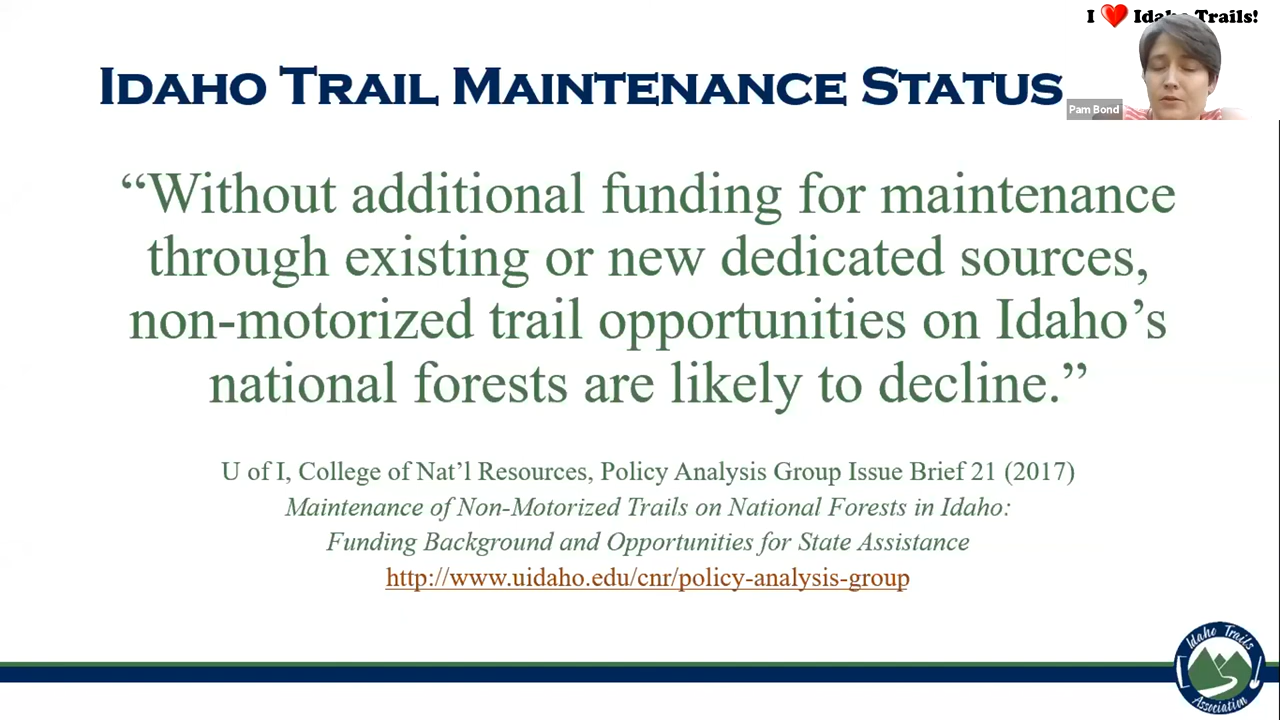 I ❤ Idaho Trails!
IDAHO TRAIL MAINTENANCE STATUS
Pam Bond
“Without additional funding for maintenance
through existing or new dedicated sources,
non-motorized trail opportunities on Idaho’s
national forests are likely to decline.”
U of I, College of Nat’l Resources, Policy Analysis Group Issue Brief 21 (2017)
Maintenance of Non-Motorized Trails on National Forests in Idaho:
Funding Background and Opportunities for State Assistance
http://www.uidaho.edu/cnr/policy-analysis-group
Idaho Trails
Association